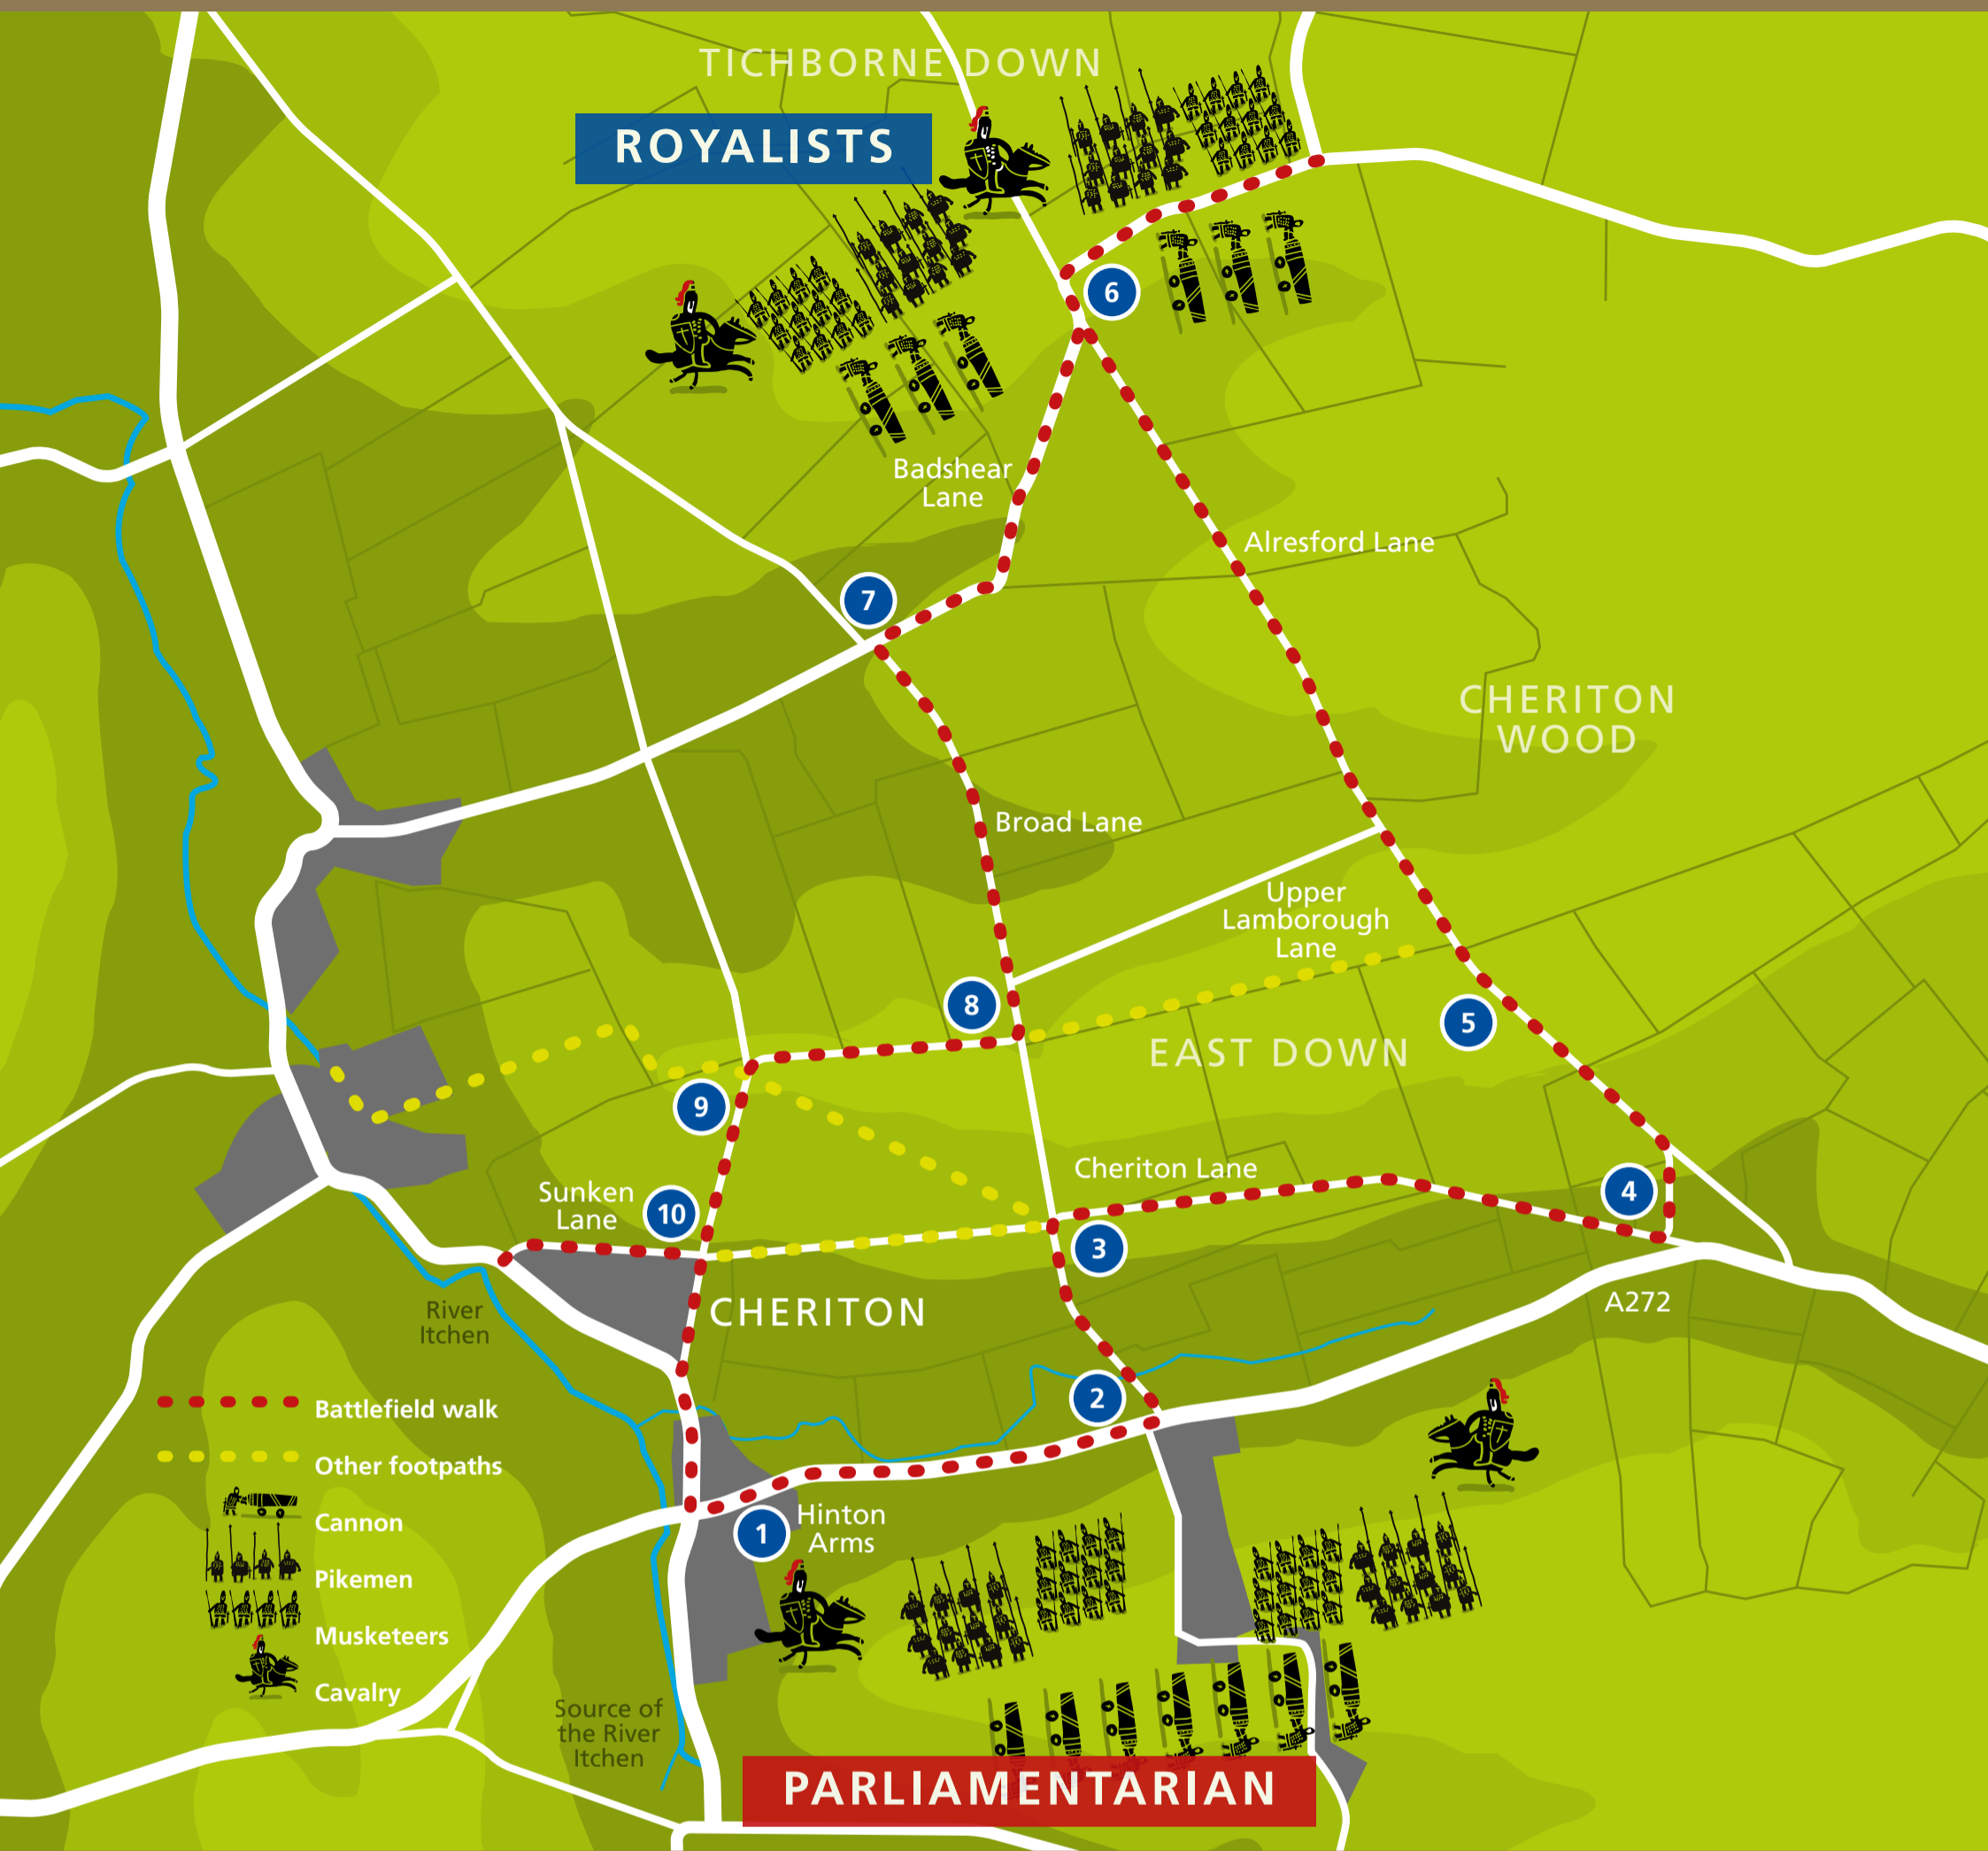 TICHBORNE DOWN
ROYALISTS
6
Badshear
Lane
Alresford Lane
7
CHERITON
WOOD
Broad Lane
Upper
Lamborough
Lane
8
5
EAST DOWN
9
Cheriton Lane
4
Sunken
Lane
10
3
River
Itchen
CHERITON
A272
2
Battlefield walk
Other footpaths
Cannon
Pikemen
Musketeers
Cavalry
1
Hinton
Arms
Source of
the River
Itchen
PARLIAMENTARIAN